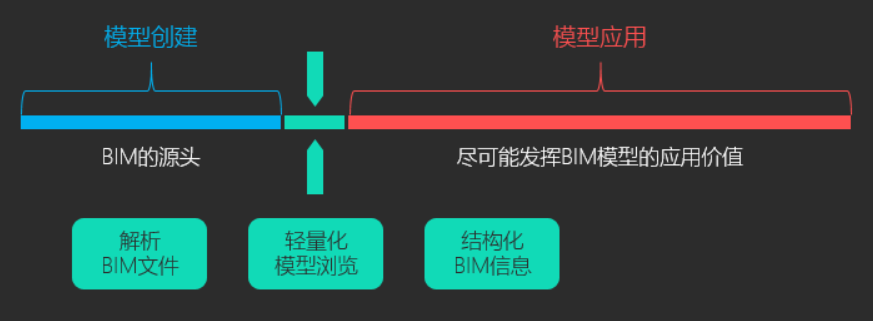 模型创建
模型应用
BIM的源头
尽可能发挥BIM模型的应用价值
解析
BIM文件
轻量化
模型浏览
结构化
BIM信息